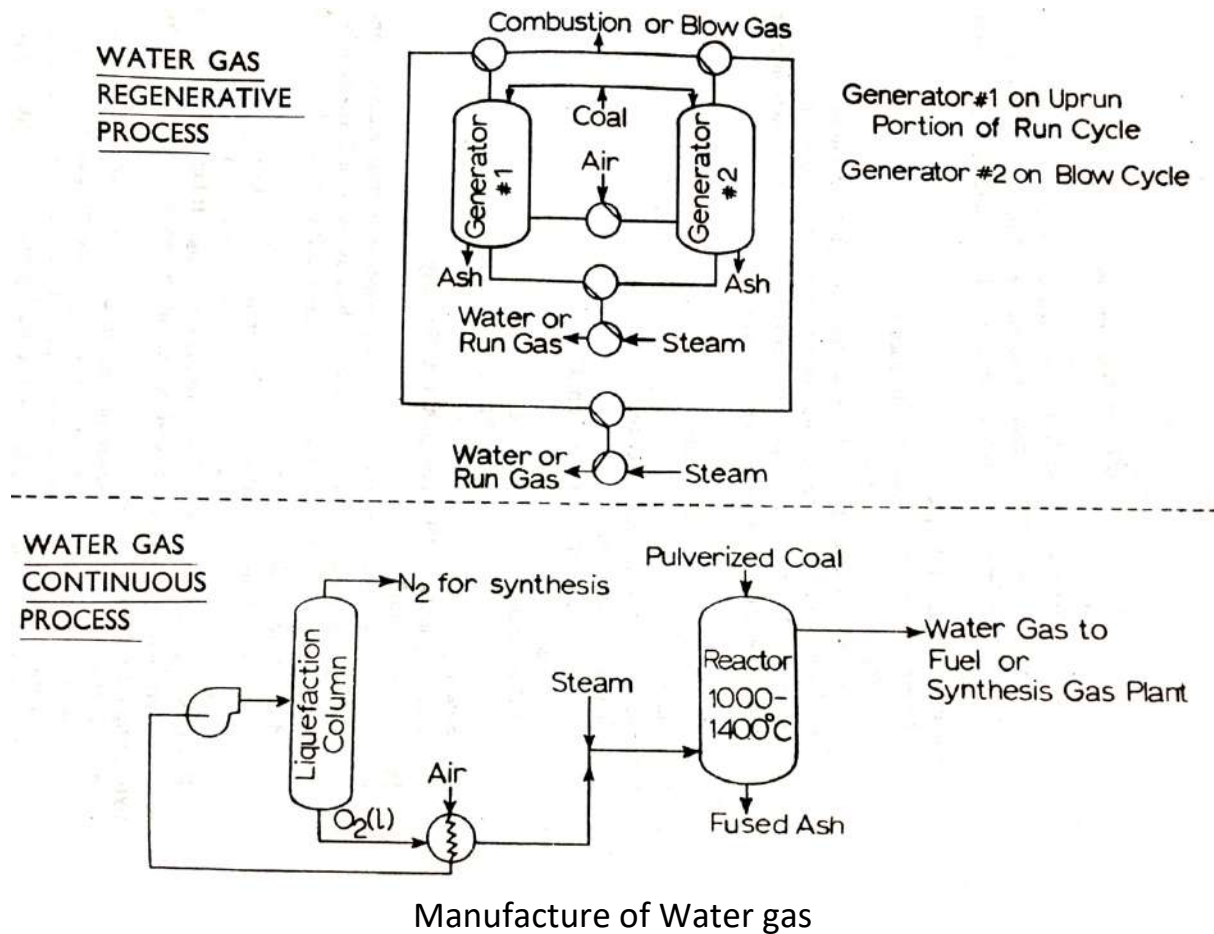 WATER GAS
REGENERATIVE
PROCESS
Combustion or Blow Gas
Coal
Air
Generator
#1
Generator
#2
Ash
Ash
Water or
Run Gas
Steam
Water or
Run Gas
Steam
Generator #1 on Uprun
Portion of Run Cycle
Generator #2 on Blow Cycle
WATER GAS
CONTINUOUS
PROCESS
N2 for synthesis
Liquefaction
Column
O2(l)
Air
Steam
Pulverized Coal
Reactor
1000-
1400°C
Fused Ash
Water Gas to
Fuel or
Synthesis Gas Plant
Manufacture of Water gas